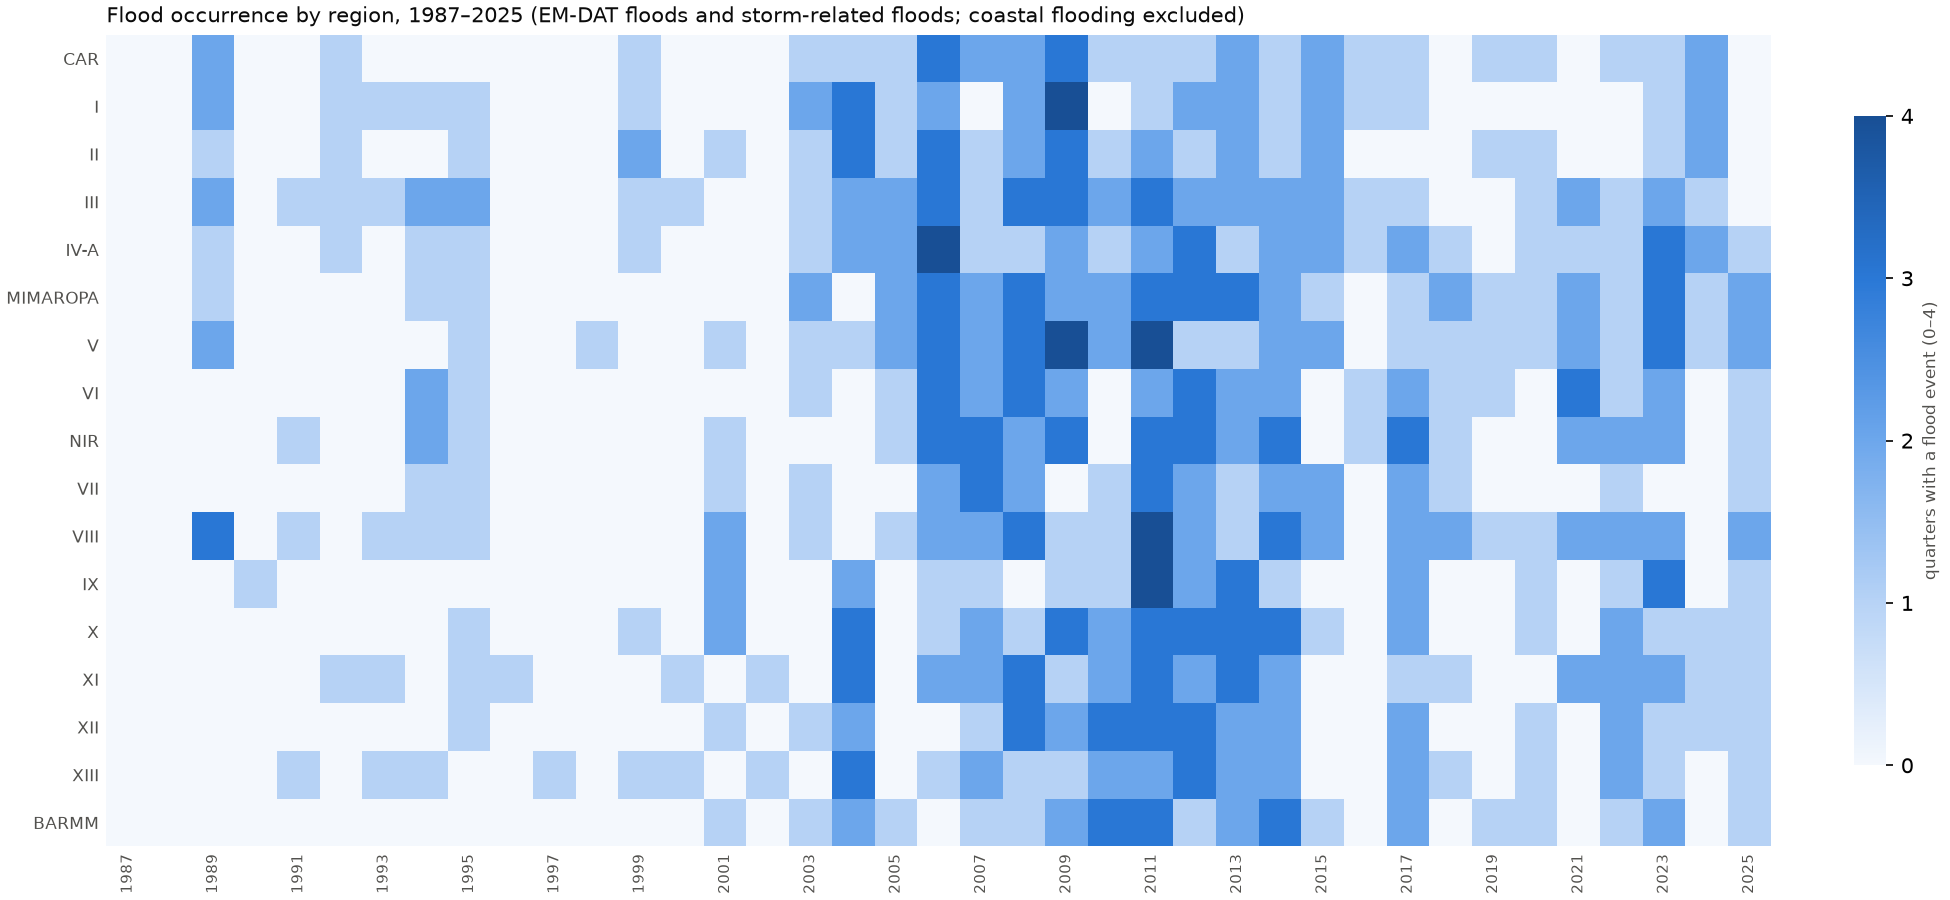 Flood occurrence by region, 1987–2025 (EM-DAT floods and storm-related floods; coastal flooding excluded)
CAR
I
II
III
IV-A
MIMAROPA
V
VI
NIR
VII
VIII
IX
X
XI
XII
XIII
BARMM
1987 1989 1991 1993 1995 1997 1999 2001 2003 2005 2007 2009 2011 2013 2015 2017 2019 2021 2023 2025
4
3
2
1
0
quarters with a flood event (0–4)